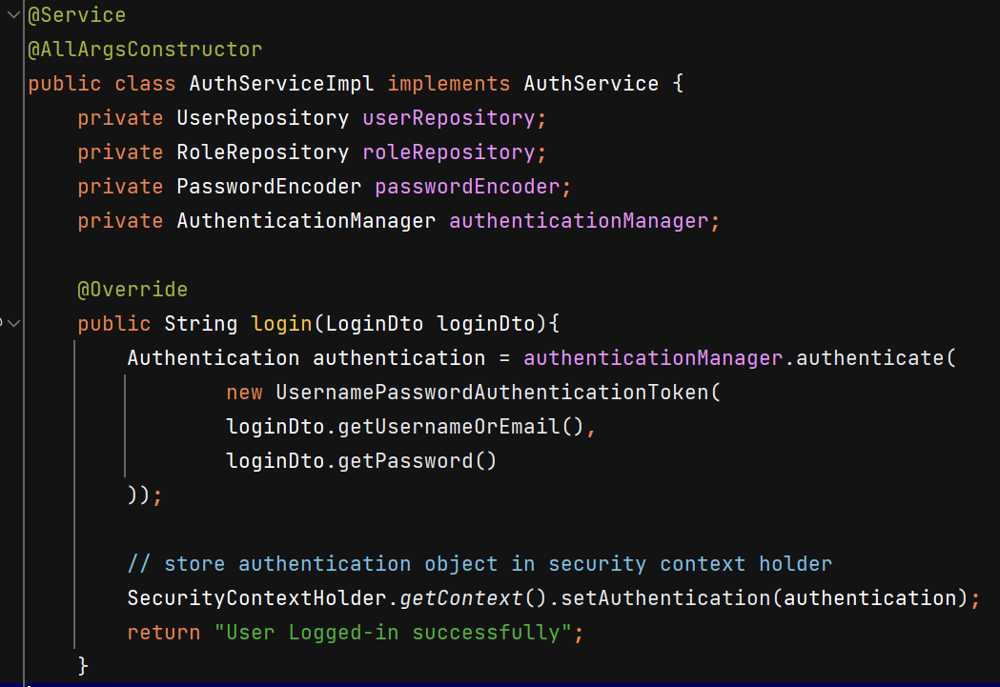 @Service
@AllArgsConstructor
public class AuthServiceImpl implements AuthService {
    private UserRepository userRepository;
    private RoleRepository roleRepository;
    private PasswordEncoder passwordEncoder;
    private AuthenticationManager authenticationManager;

    @Override
    public String login(LoginDto loginDto){
        Authentication authentication = authenticationManager.authenticate(
                new UsernamePasswordAuthenticationToken(
                loginDto.getUsernameOrEmail(),
                loginDto.getPassword()
        ));

        // store authentication object in security context holder
        SecurityContextHolder.getContext().setAuthentication(authentication);
        return "User Logged-in successfully";
    }